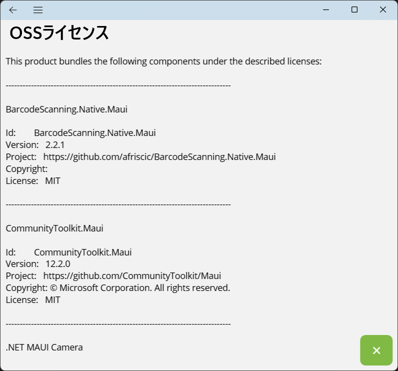 OSSライセンス
This product bundles the following components under the described licenses:
--------------------------------------------------------------------------------
BarcodeScanning.Native.Maui
Id: BarcodeScanning.Native.Maui
Version: 2.2.1
Project: https://github.com/afriscic/BarcodeScanning.Native.Maui
Copyright:
License: MIT
--------------------------------------------------------------------------------
CommunityToolkit.Maui
Id: CommunityToolkit.Maui
Version: 12.2.0
Project: https://github.com/CommunityToolkit/Maui
Copyright: © Microsoft Corporation. All rights reserved.
License: MIT
--------------------------------------------------------------------------------
.NET MAUI Camera